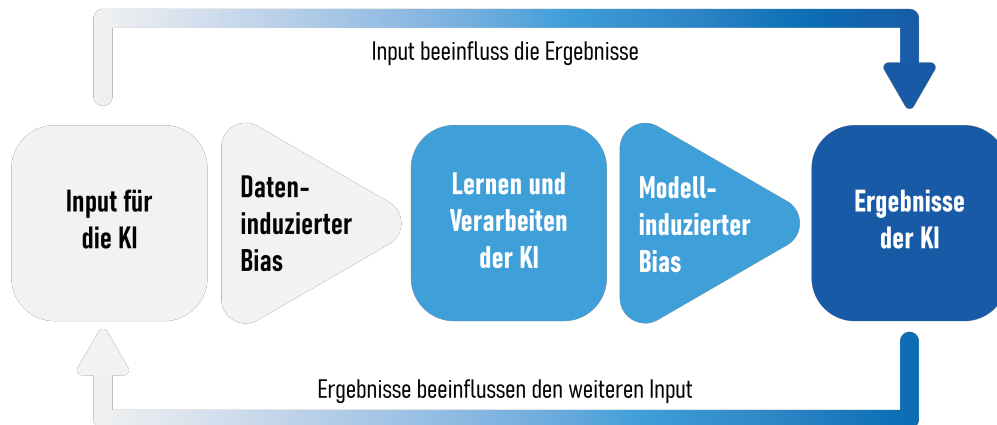 Input beeinfluss die Ergebnisse
Input für
die KI
Daten-
induzierter
Bias
Lernen und
Verarbeiten
der KI
Modell-
induzierter
Bias
Ergebnisse
der KI
Ergebnisse beeinflussen den weiteren Input